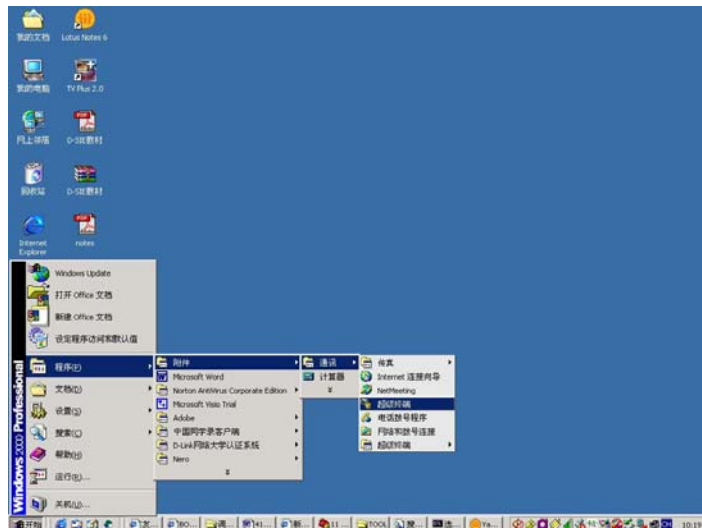 我的文档
Lotus Notes 6
我的电脑
TV Plus 2.0
网上邻居
D-SIE教材
回收站
D-SIE教材
Internet Explorer
notes
Windows Update
打开 Office 文档
新建 Office 文档
设定程序访问和默认值
程序(P)
文档(D)
设置(S)
搜索(C)
帮助(H)
运行(R)...
关机(U)...
Windows 2000 Professional
附件
Microsoft Word
Norton AntiVirus Corporate Edition
Microsoft Visio Trial
Adobe
中国同学录客户端
D-Link网络大学认证系统
Nero
通讯
计算器
传真
Internet 连接向导
NetMeeting
超级终端
电话拨号程序
网络和拨号连接
超级终端
开始
10:19